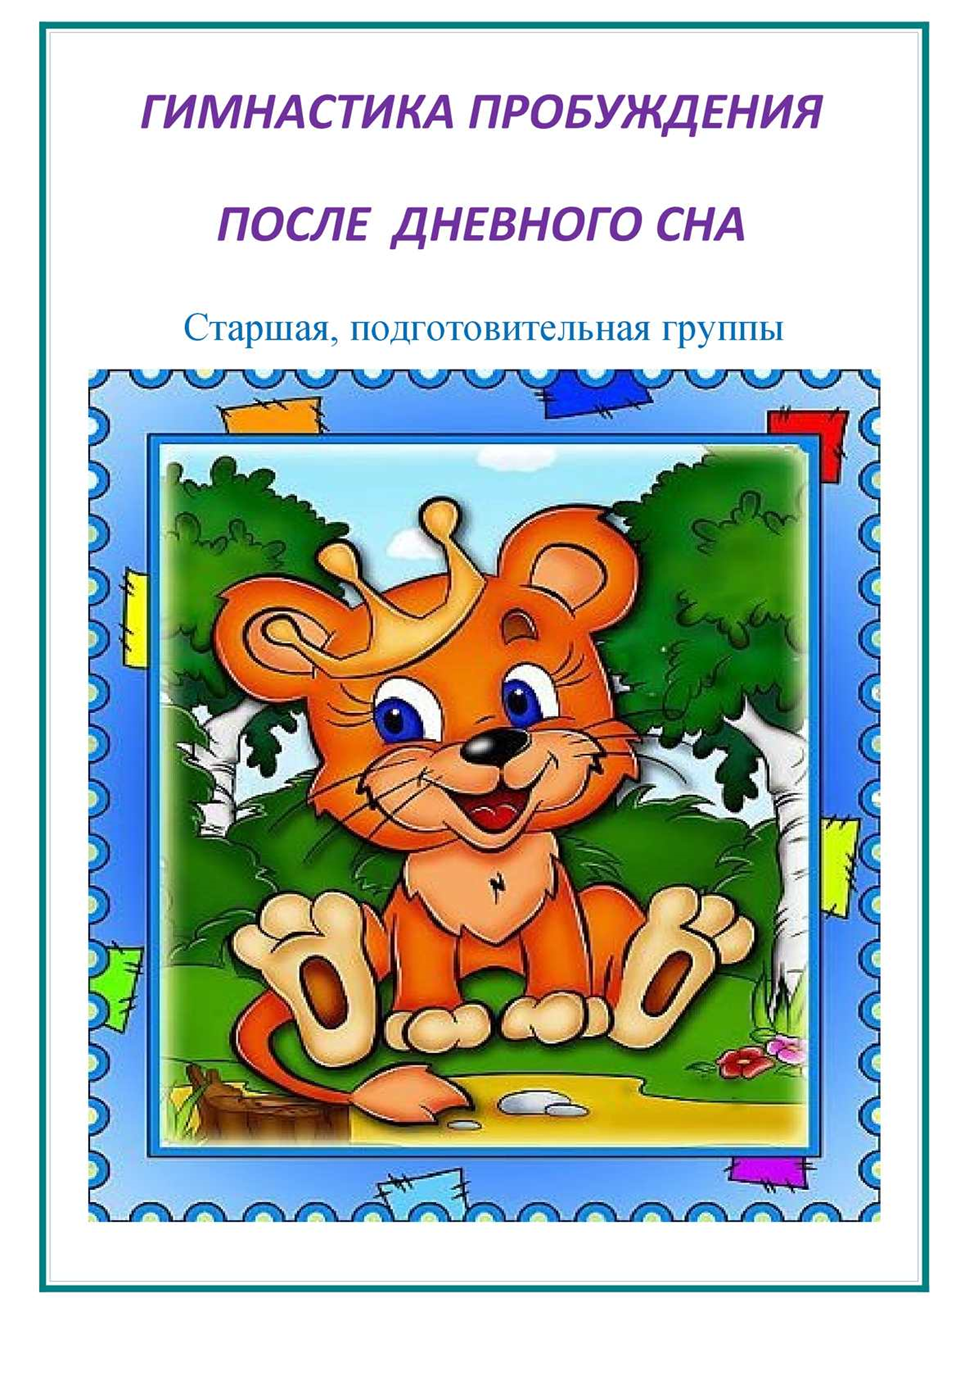 ГИМНАСТИКА ПРОБУЖДЕНИЯ
ПОСЛЕ ДНЕВНОГО СНА
Старшая, подготовительная группы